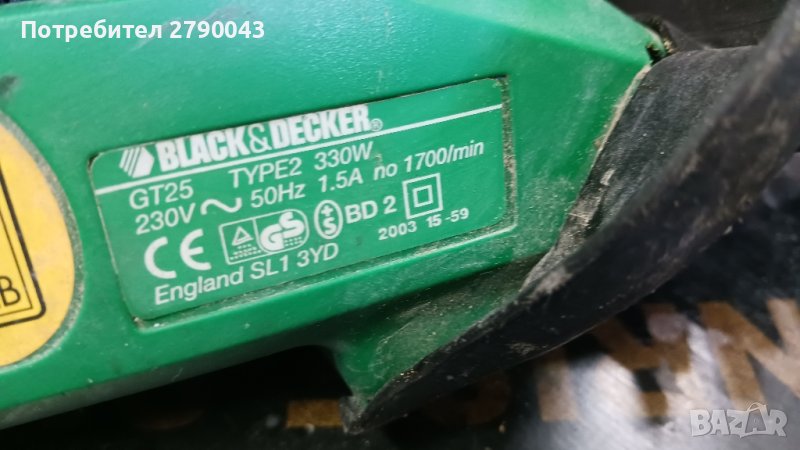 Потребител 2790043
BLACK&DECKER®
GT25 TYPE2 330W
230V ~ 50Hz 1.5A no 1700/min
CE GS + S BD 2
2003 15-59
England SL1 3YD
B
BAZAR